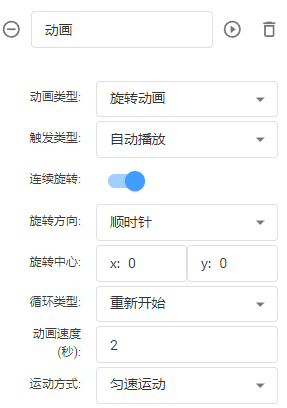 动画
动画类型: 旋转动画
触发类型: 自动播放
连续旋转:
旋转方向: 顺时针
旋转中心: x: 0 y: 0
循环类型: 重新开始
动画速度
(秒): 2
运动方式: 匀速运动